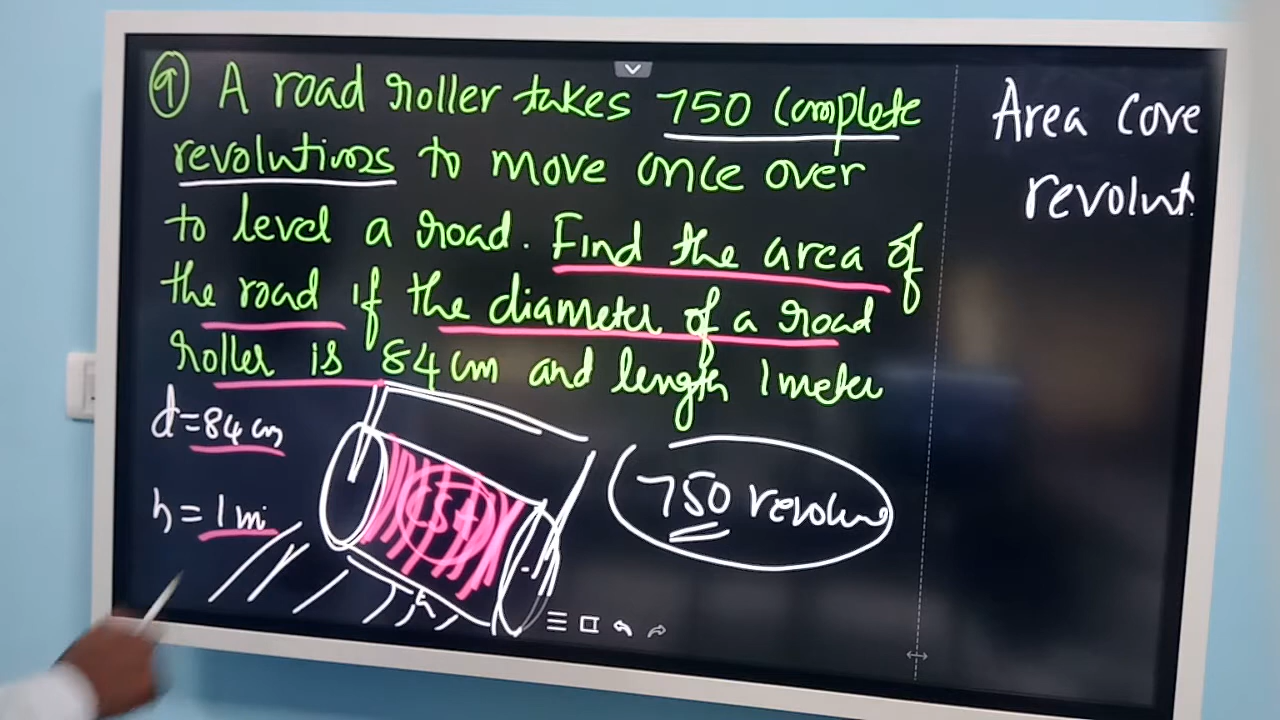 9) A road roller takes 750 complete
revolutions to move once over
to level a road. Find the area of
the road if the diameter of a road
roller is 84 cm and length 1 meter
d = 84 cm
h = 1 m
h
750
Area cove
revolut